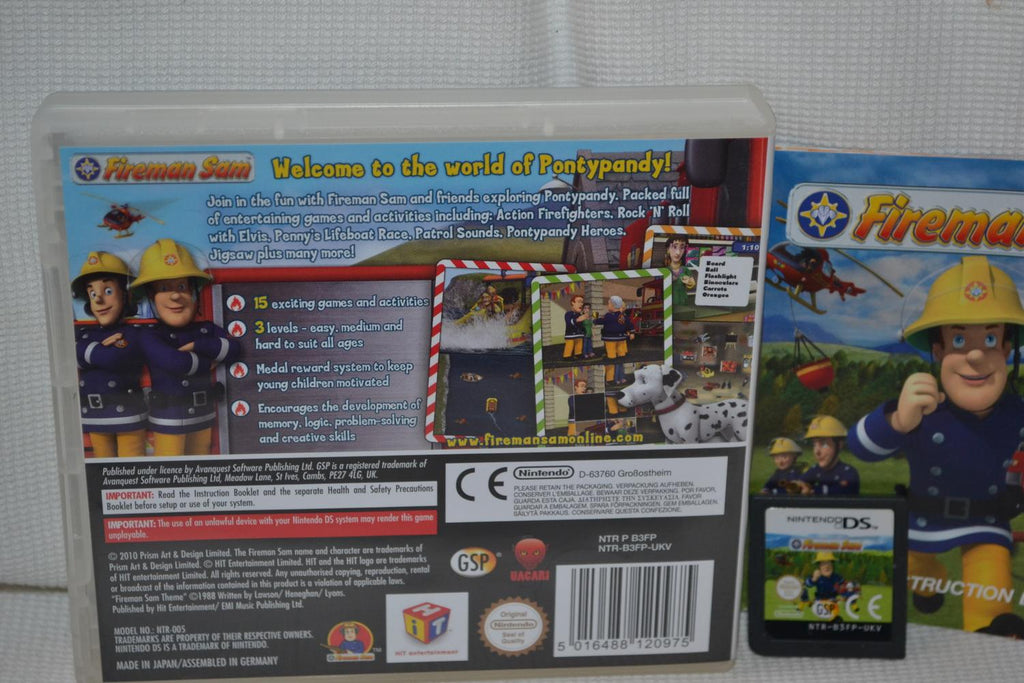 Fireman Sam
Welcome to the world of Pontypandy!
Join in the fun with Fireman Sam and friends exploring Pontypandy. Packed full
of entertaining games and activities including: Action Firefighters, Rock 'N' Roll
with Elvis, Penny's Lifeboat Race, Patrol Sounds, Pontypandy Heroes,
Jigsaw plus many more!
15 exciting games and activities
3 levels - easy, medium and
hard to suit all ages
Medal reward system to keep
young children motivated
Encourages the development of
memory, logic, problem-solving
and creative skills
1:10
Board
Ball
Flashlight
Binoculars
Carrots
Oranges
www.firemansamonline.com
Published under licence by Avanquest Software Publishing Ltd. GSP is a registered trademark of
Avanquest Software Publishing Ltd, Meadow Lane, St Ives, Cambs, PE27 4LG, UK.
IMPORTANT: Read the Instruction Booklet and the separate Health and Safety Precautions
Booklet before setup or use of your system.
IMPORTANT: The use of an unlawful device with your Nintendo DS system may render this game
unplayable.
CE
Nintendo D-63760 Großostheim
PLEASE RETAIN THE PACKAGING. VERPACKUNG AUFHEBEN.
CONSERVER L'EMBALLAGE. BEWAAR DEZE VERPAKKING. POR FAVOR,
GUARDA ESTA CAJA. ΔΙΑΤΗΡΗΣΤΕ ΤΗΝ ΣΥΣΚΕΥΑΣΙΑ. FAVOR
GUARDAR A EMBALAGEM. SPARA FÖRPACKNINGEN. GEM EMBALLAGEN.
SÄILYTÄ PAKKAUS. CONSERVARE QUESTA CONFEZIONE.
© 2010 Prism Art & Design Limited. The Fireman Sam name and character are trademarks of
Prism Art & Design Limited. © HIT Entertainment Limited. HIT and the HIT logo are trademarks
of HIT entertainment Limited. All rights reserved. Any unauthorised copying, reproduction, rental
or broadcast of the information contained in this product is a violation of applicable laws.
"Fireman Sam Theme" ©1988 Written by Lawson/ Heneghan/ Lyons.
Published by Hit Entertainment/ EMI Music Publishing Ltd.
MODEL NO.: NTR-005
TRADEMARKS ARE PROPERTY OF THEIR RESPECTIVE OWNERS.
NINTENDO DS IS A TRADEMARK OF NINTENDO.
MADE IN JAPAN/ASSEMBLED IN GERMANY
GSP
UACARI
NTR P B3FP
NTR-B3FP-UKV
HiT
HIT entertainment
Original
Nintendo
Seal of
Quality
5 016488 120975
Firema
TRUCTION
NINTENDO DS
Fireman Sam
GSP
CE
NTR-B3FP-UKV